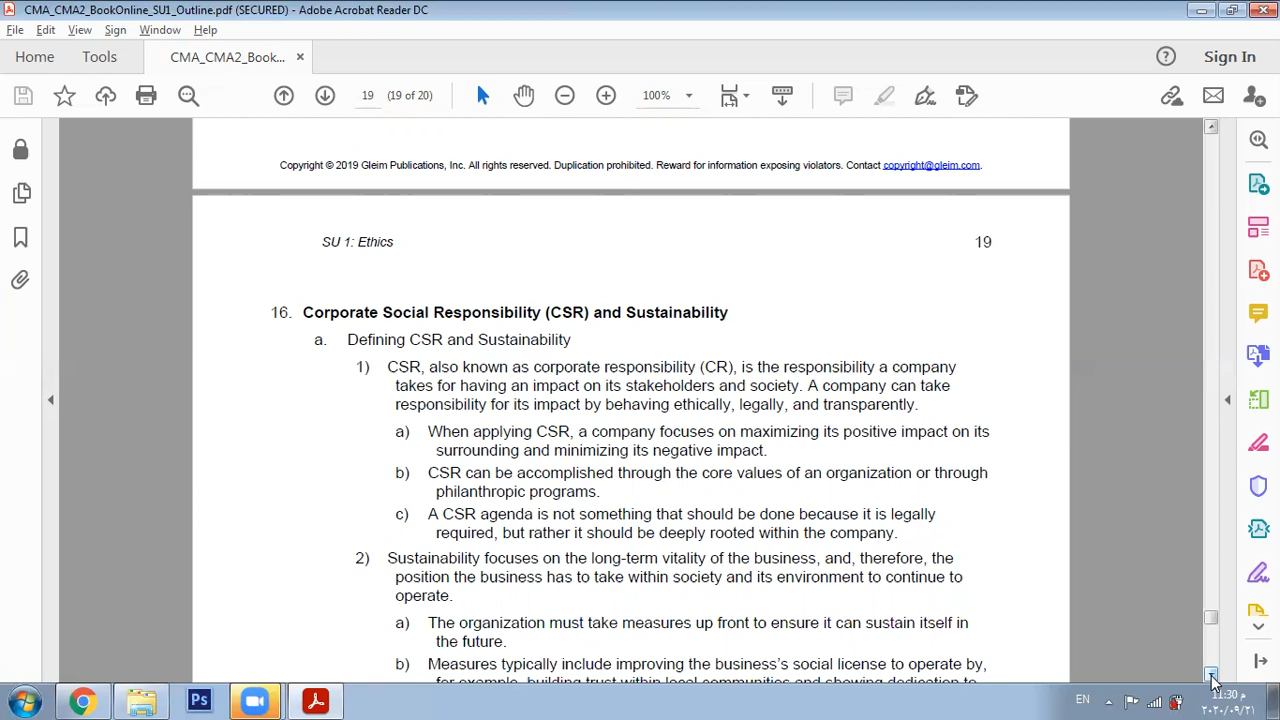 CMA_CMA2_BookOnline_SU1_Outline.pdf (SECURED) - Adobe Acrobat Reader DC
File Edit View Sign Window Help
Home Tools CMA_CMA2_Book... × Sign In
19 (19 of 20) 100%
Copyright © 2019 Gleim Publications, Inc. All rights reserved. Duplication prohibited. Reward for information exposing violators. Contact copyright@gleim.com.
SU 1: Ethics 19
16. Corporate Social Responsibility (CSR) and Sustainability
a. Defining CSR and Sustainability
1) CSR, also known as corporate responsibility (CR), is the responsibility a company
takes for having an impact on its stakeholders and society. A company can take
responsibility for its impact by behaving ethically, legally, and transparently.
a) When applying CSR, a company focuses on maximizing its positive impact on its
surrounding and minimizing its negative impact.
b) CSR can be accomplished through the core values of an organization or through
philanthropic programs.
c) A CSR agenda is not something that should be done because it is legally
required, but rather it should be deeply rooted within the company.
2) Sustainability focuses on the long-term vitality of the business, and, therefore, the
position the business has to take within society and its environment to continue to
operate.
a) The organization must take measures up front to ensure it can sustain itself in
the future.
b) Measures typically include improving the business's social license to operate by,
for example, building trust within local communities and showing dedication to
Ps EN
11:30 م
٢٠٢٠/٠٩/٢١